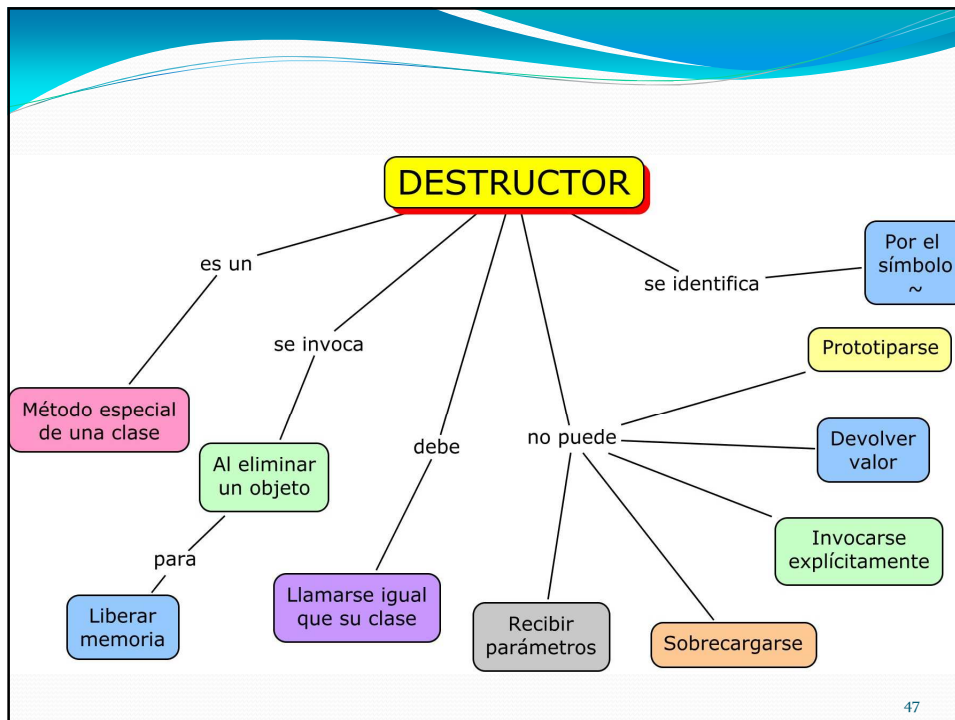 DESTRUCTOR
es un
Método especial
de una clase
se invoca
Al eliminar
un objeto
para
Liberar
memoria
debe
Llamarse igual
que su clase
no puede
Recibir
parámetros
Sobrecargarse
Invocarse
explícitamente
Devolver
valor
Prototiparse
se identifica
Por el
símbolo
~
47